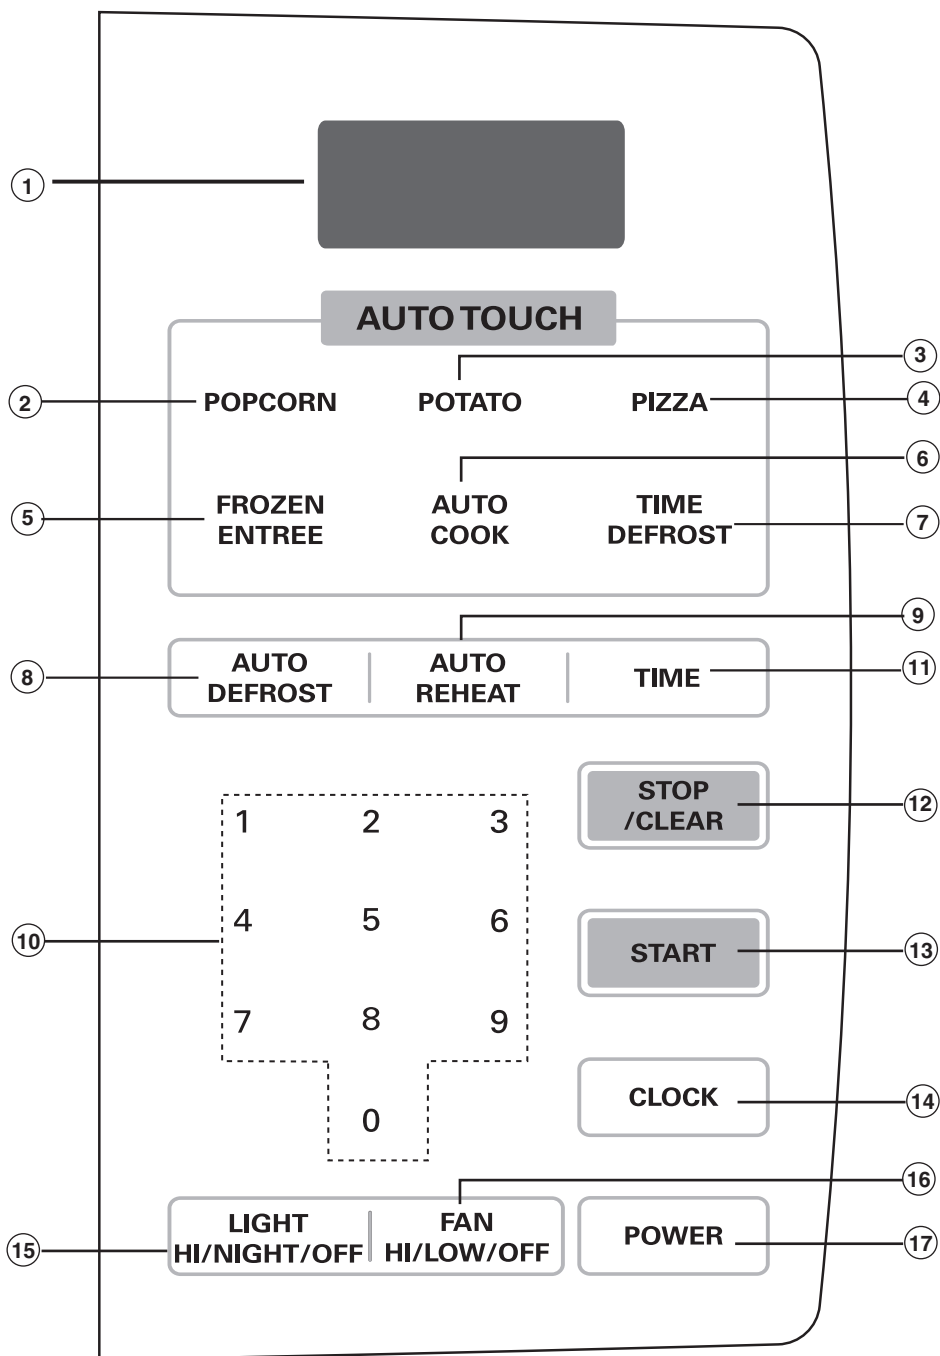 1
AUTO TOUCH
3
2 POPCORN POTATO PIZZA 4
6
5 FROZEN ENTREE AUTO COOK TIME DEFROST 7
9
8 AUTO DEFROST AUTO REHEAT TIME 11
STOP /CLEAR 12
1 2 3
10 4 5 6
START 13
7 8 9
CLOCK 14
0
16
15 LIGHT HI/NIGHT/OFF FAN HI/LOW/OFF POWER 17